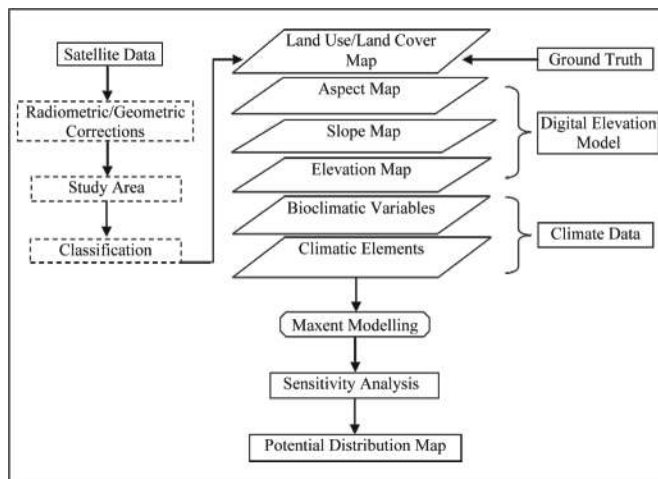 Satellite Data
Radiometric/Geometric
Corrections
Study Area
Classification
Land Use/Land Cover
Map
Aspect Map
Slope Map
Elevation Map
Bioclimatic Variables
Climatic Elements
Ground Truth
Digital Elevation
Model
Climate Data
Maxent Modelling
Sensitivity Analysis
Potential Distribution Map